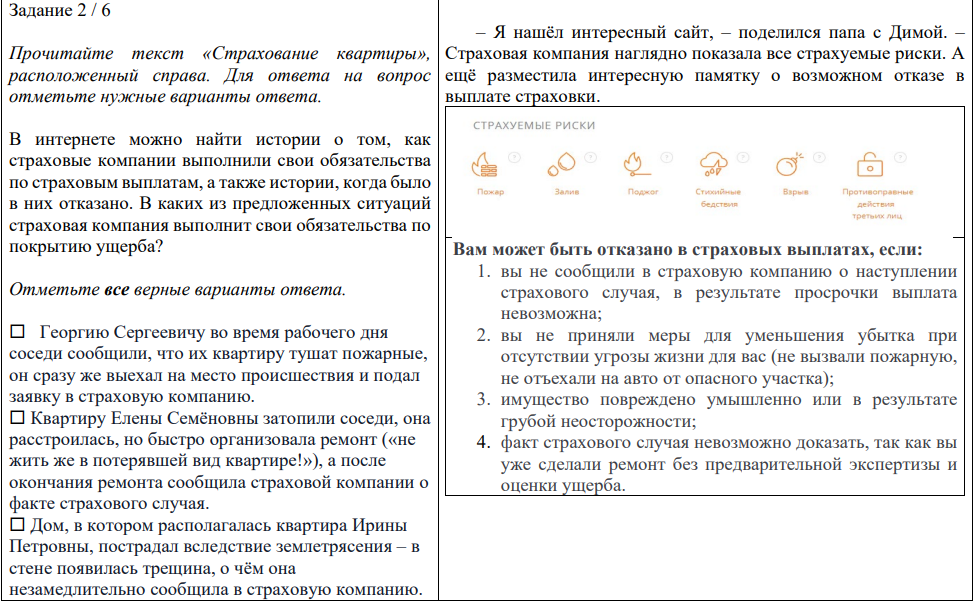 Задание 2 / 6
Прочитайте текст «Страхование квартиры»,
расположенный справа. Для ответа на вопрос
отметьте нужные варианты ответа.
В интернете можно найти истории о том, как
страховые компании выполнили свои обязательства
по страховым выплатам, а также истории, когда было
в них отказано. В каких из предложенных ситуаций
страховая компания выполнит свои обязательства по
покрытию ущерба?
Отметьте все верные варианты ответа.
☐ Георгию Сергеевичу во время рабочего дня
соседи сообщили, что их квартиру тушат пожарные,
он сразу же выехал на место происшествия и подал
заявку в страховую компанию.
☐ Квартиру Елены Семёновны затопили соседи, она
расстроилась, но быстро организовала ремонт («не
жить же в потерявшей вид квартире!»), а после
окончания ремонта сообщила страховой компании о
факте страхового случая.
☐ Дом, в котором располагалась квартира Ирины
Петровны, пострадал вследствие землетрясения – в
стене появилась трещина, о чём она
незамедлительно сообщила в страховую компанию.
– Я нашёл интересный сайт, – поделился папа с Димой. –
Страховая компания наглядно показала все страхуемые риски. А
ещё разместила интересную памятку о возможном отказе в
выплате страховки.
СТРАХУЕМЫЕ РИСКИ
? ? ? ? ? ?
Пожар Залив Поджог Стихийные Взрыв Противоправные
бедствия действия
третьих лиц
Вам может быть отказано в страховых выплатах, если:
1. вы не сообщили в страховую компанию о наступлении
страхового случая, в результате просрочки выплата
невозможна;
2. вы не приняли меры для уменьшения убытка при
отсутствии угрозы жизни для вас (не вызвали пожарную,
не отъехали на авто от опасного участка);
3. имущество повреждено умышленно или в результате
грубой неосторожности;
4. факт страхового случая невозможно доказать, так как вы
уже сделали ремонт без предварительной экспертизы и
оценки ущерба.